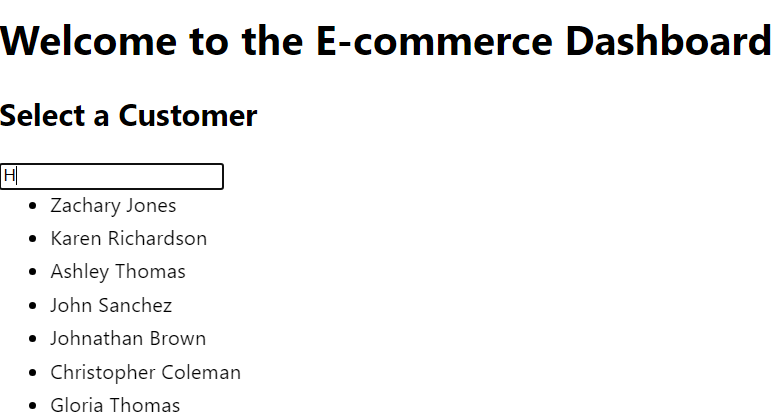 Welcome to the E-commerce Dashboard
Select a Customer
H
Zachary Jones
Karen Richardson
Ashley Thomas
John Sanchez
Johnathan Brown
Christopher Coleman
Gloria Thomas